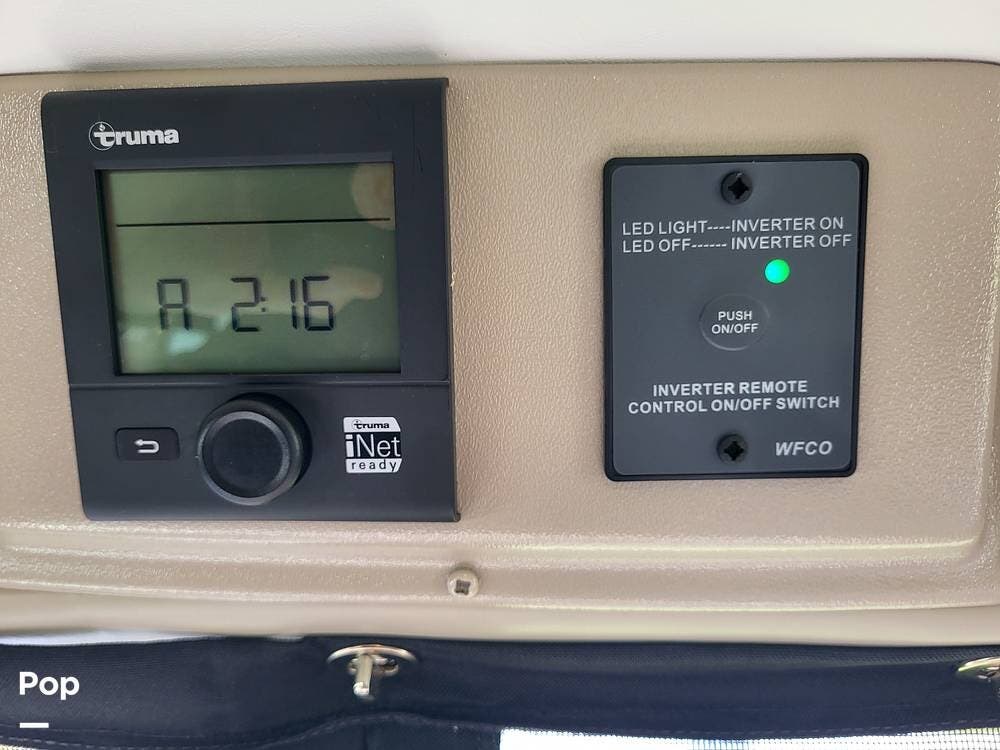 truma
A 2:16
truma
iNet
ready
LED LIGHT----INVERTER ON
LED OFF------ INVERTER OFF
PUSH
ON/OFF
INVERTER REMOTE
CONTROL ON/OFF SWITCH
WFCO
Pop